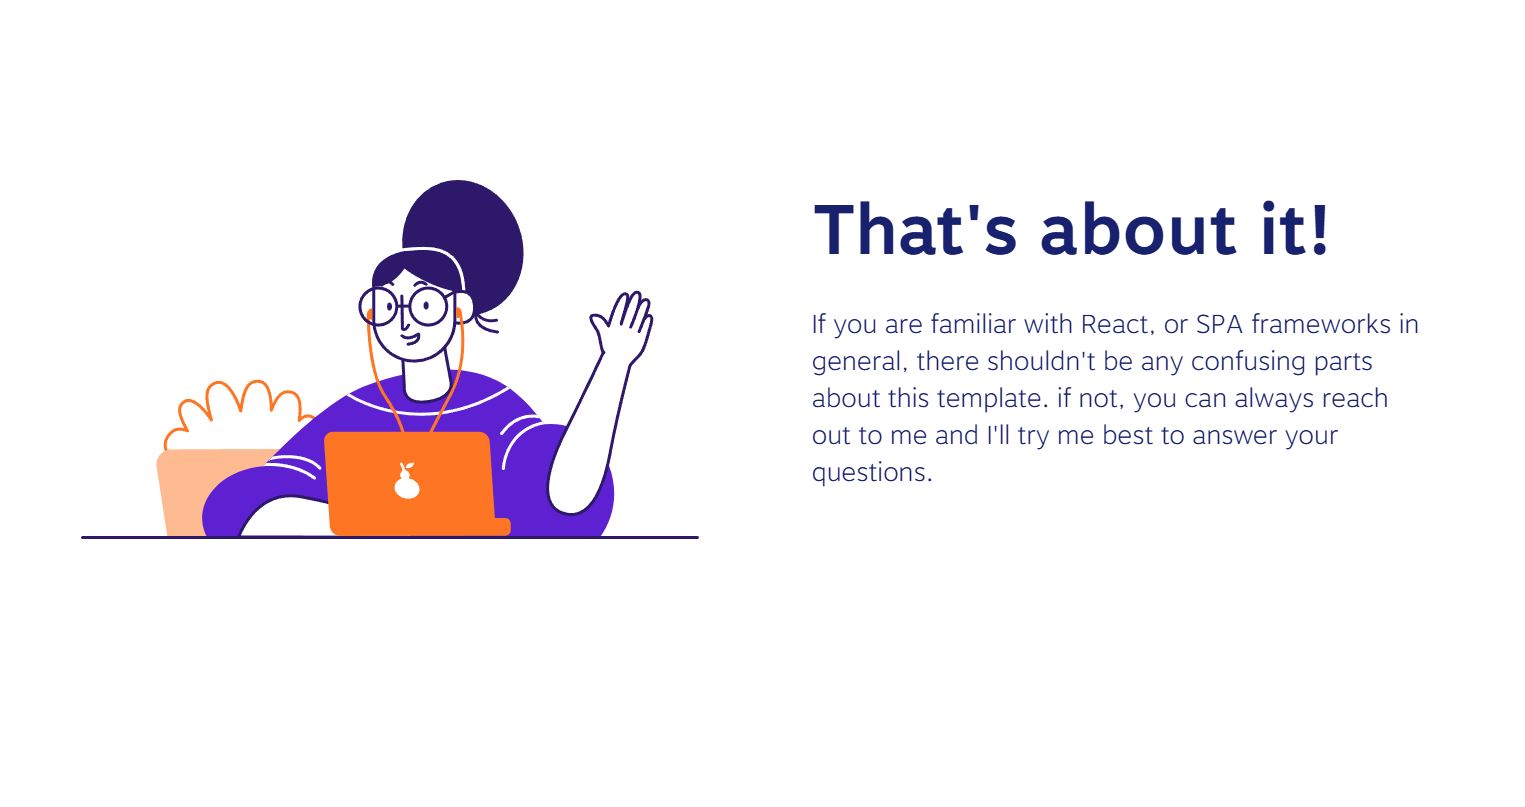 That's about it!
If you are familiar with React, or SPA frameworks in
general, there shouldn't be any confusing parts
about this template. if not, you can always reach
out to me and I'll try me best to answer your
questions.